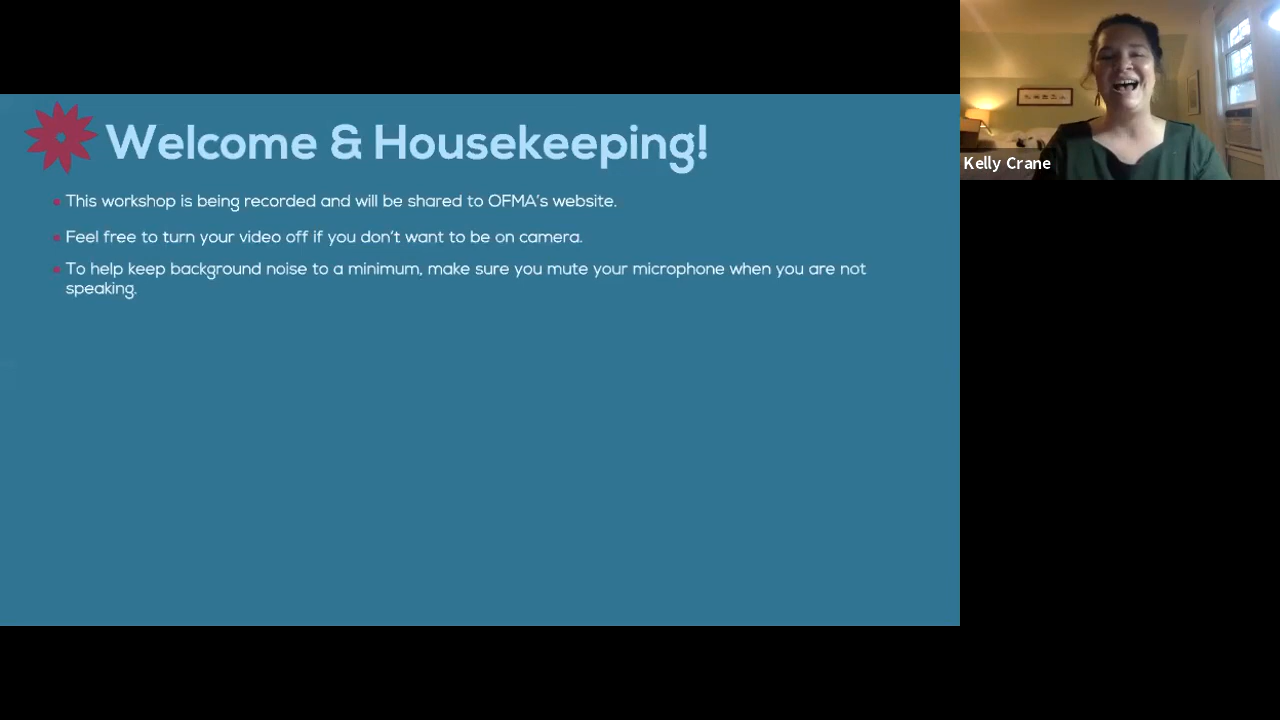 Welcome & Housekeeping!
This workshop is being recorded and will be shared to OFMA's website.
Feel free to turn your video off if you don't want to be on camera.
To help keep background noise to a minimum, make sure you mute your microphone when you are not
speaking.
Kelly Crane